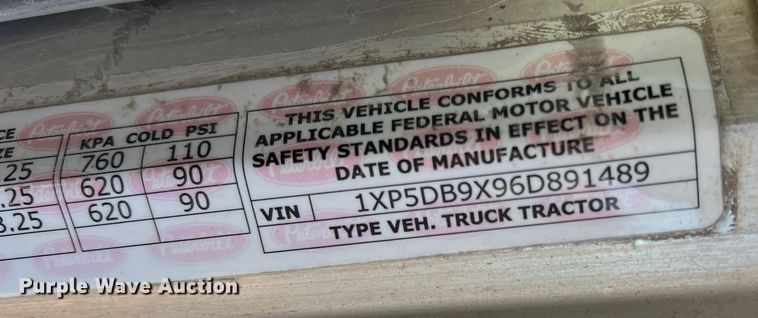 CE
ZE
KPA COLD PSI
.25 760 110
.25 620 90
8.25 620 90
THIS VEHICLE CONFORMS TO ALL
APPLICABLE FEDERAL MOTOR VEHICLE
SAFETY STANDARDS IN EFFECT ON THE
DATE OF MANUFACTURE
VIN 1XP5DB9X96D891489
TYPE VEH. TRUCK TRACTOR
Peterbilt
Purple Wave Auction